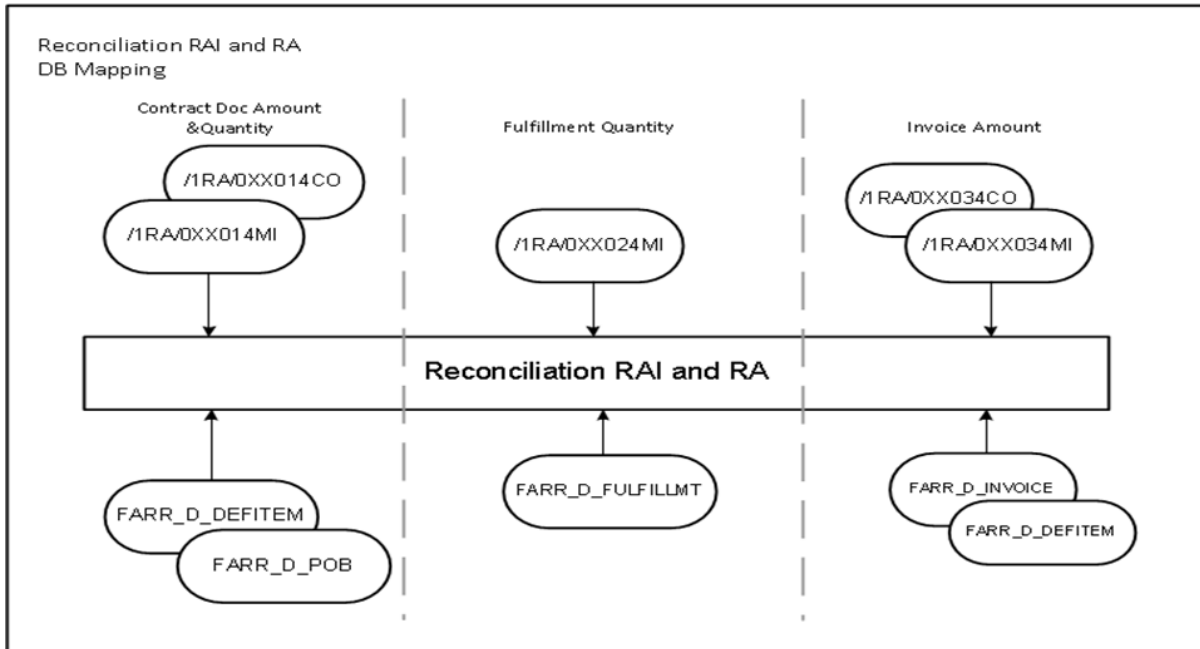 Reconciliation RAI and RA
DB Mapping
Contract Doc Amount
&Quantity
Fulfillment Quantity
Invoice Amount
/1RA/0XX014CO
/1RA/0XX014MI
/1RA/0XX024MI
/1RA/0XX034CO
/1RA/0XX034MI
Reconciliation RAI and RA
FARR_D_DEFITEM
FARR_D_POB
FARR_D_FULFILLMT
FARR_D_INVOICE
FARR_D_DEFITEM